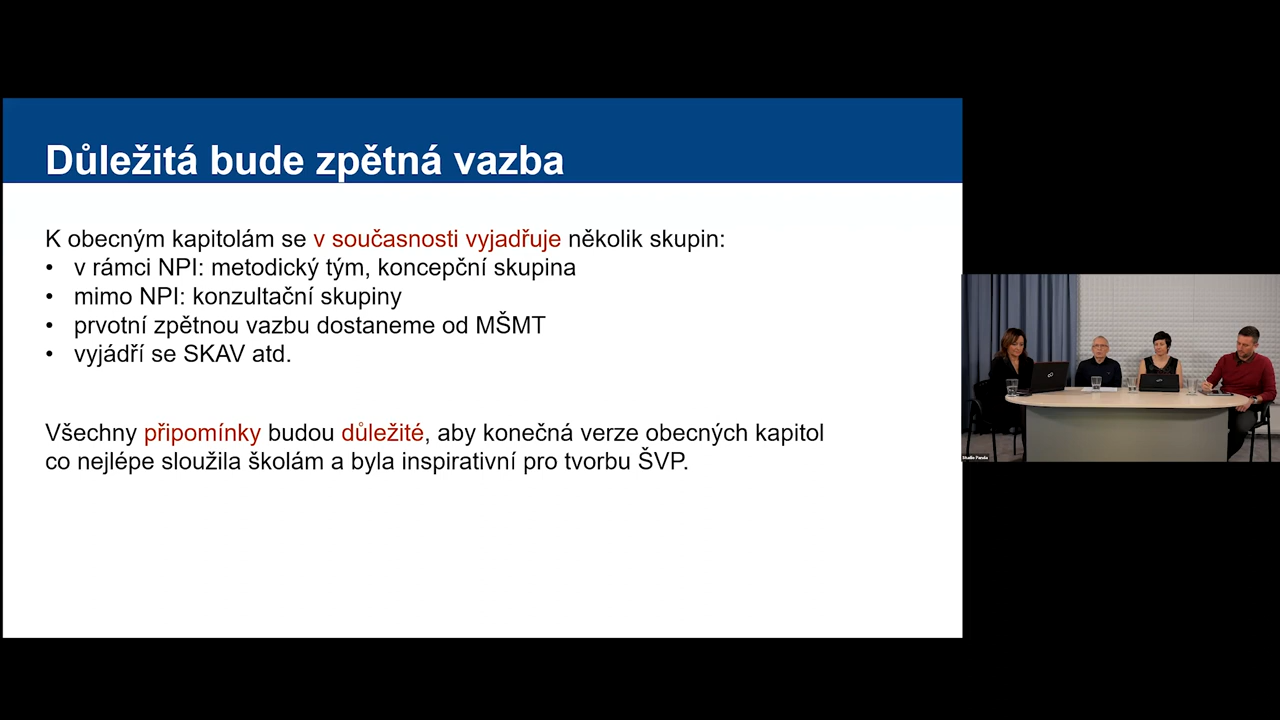 Důležitá bude zpětná vazba
K obecným kapitolám se v současnosti vyjadřuje několik skupin:
• v rámci NPI: metodický tým, koncepční skupina
• mimo NPI: konzultační skupiny
• prvotní zpětnou vazbu dostaneme od MŠMT
• vyjádří se SKAV atd.
Všechny připomínky budou důležité, aby konečná verze obecných kapitol
co nejlépe sloužila školám a byla inspirativní pro tvorbu ŠVP.
Studio Panda